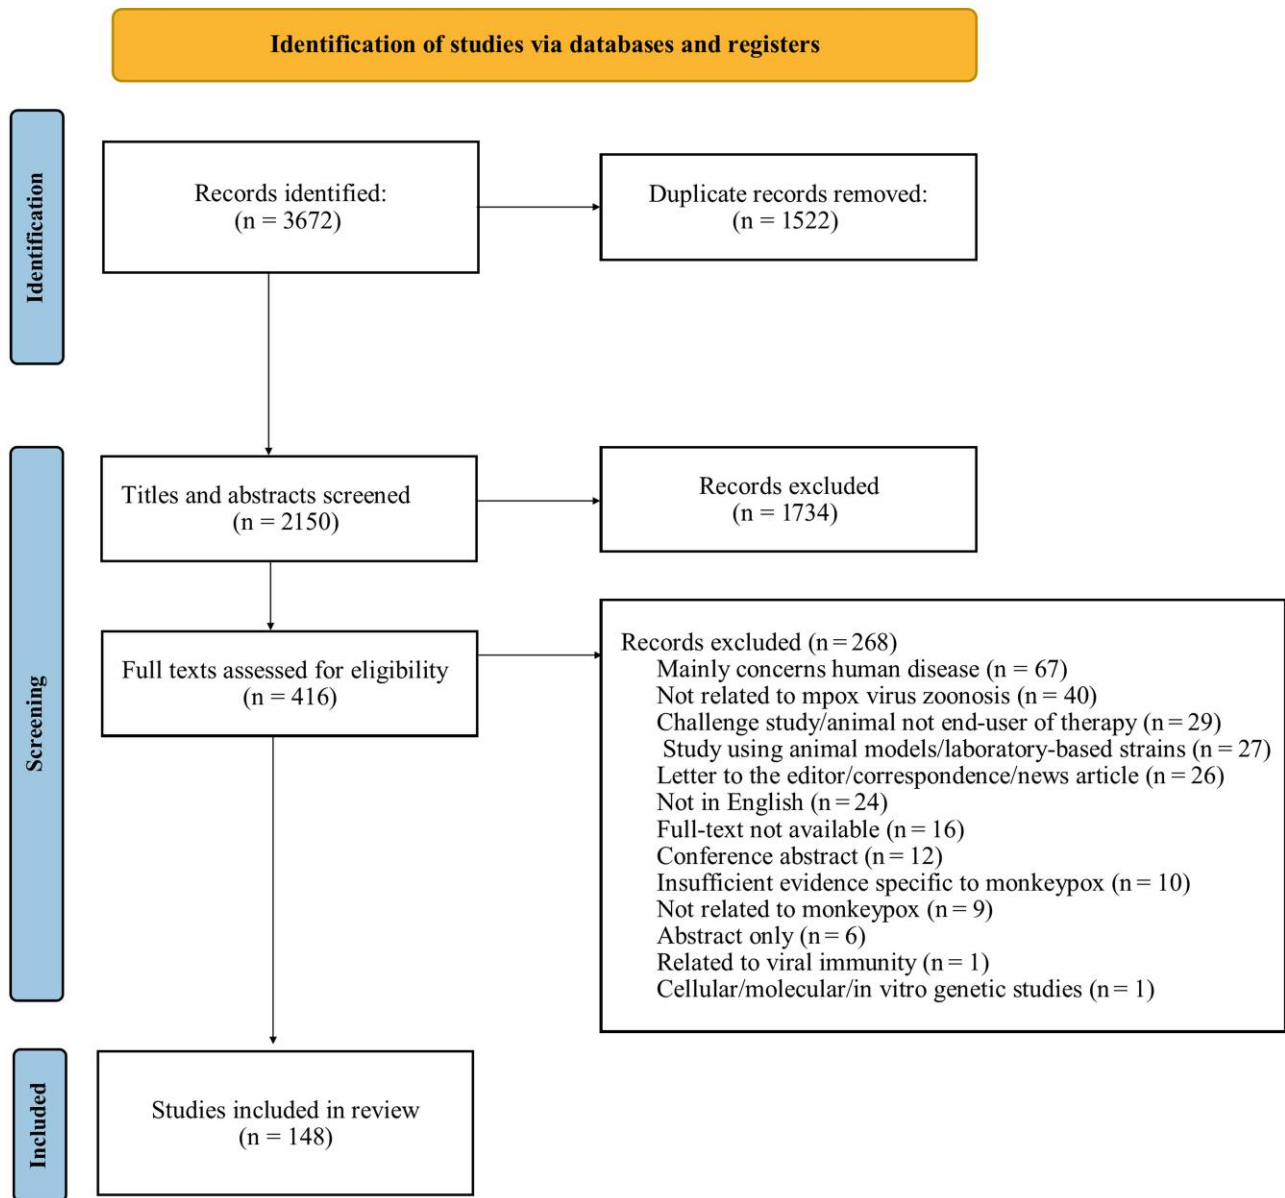 Identification of studies via databases and registers
Identification
Records identified:
(n = 3672)
Duplicate records removed:
(n = 1522)
Screening
Titles and abstracts screened
(n = 2150)
Records excluded
(n = 1734)
Full texts assessed for eligibility
(n = 416)
Records excluded (n = 268)
Mainly concerns human disease (n = 67)
Not related to mpox virus zoonosis (n = 40)
Challenge study/animal not end-user of therapy (n = 29)
Study using animal models/laboratory-based strains (n = 27)
Letter to the editor/correspondence/news article (n = 26)
Not in English (n = 24)
Full-text not available (n = 16)
Conference abstract (n = 12)
Insufficient evidence specific to monkeypox (n = 10)
Not related to monkeypox (n = 9)
Abstract only (n = 6)
Related to viral immunity (n = 1)
Cellular/molecular/in vitro genetic studies (n = 1)
Included
Studies included in review
(n = 148)